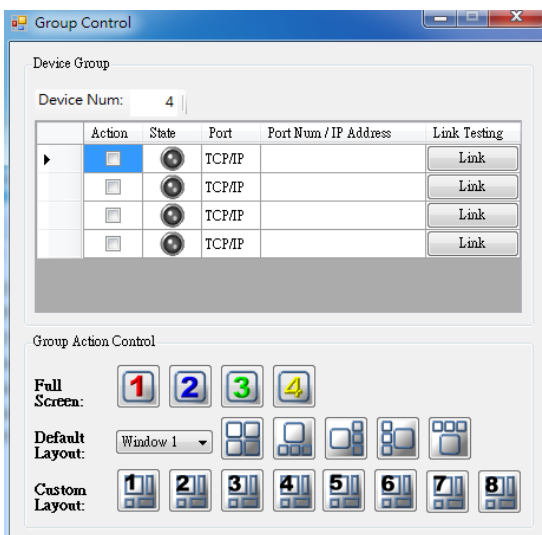 Group Control
Device Group
Device Num: 4
Action State Port Port Num / IP Address Link Testing
TCP/IP Link
TCP/IP Link
TCP/IP Link
TCP/IP Link
Group Action Control
Full Screen: 1 2 3 4
Default Layout: Window 1
Custom Layout: 1 2 3 4 5 6 7 8